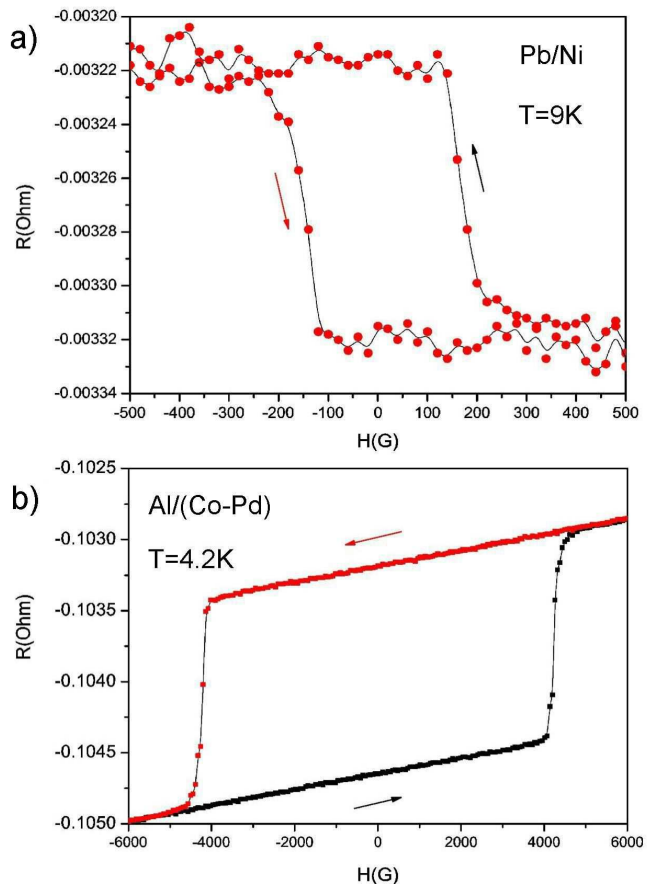 a)
Pb/Ni
T=9K
R(Ohm)
-0.00320
-0.00322
-0.00324
-0.00326
-0.00328
-0.00330
-0.00332
-0.00334
-500 -400 -300 -200 -100 0 100 200 300 400 500
H(G)
b)
Al/(Co-Pd)
T=4.2K
R(Ohm)
-0.1025
-0.1030
-0.1035
-0.1040
-0.1045
-0.1050
-6000 -4000 -2000 0 2000 4000 6000
H(G)